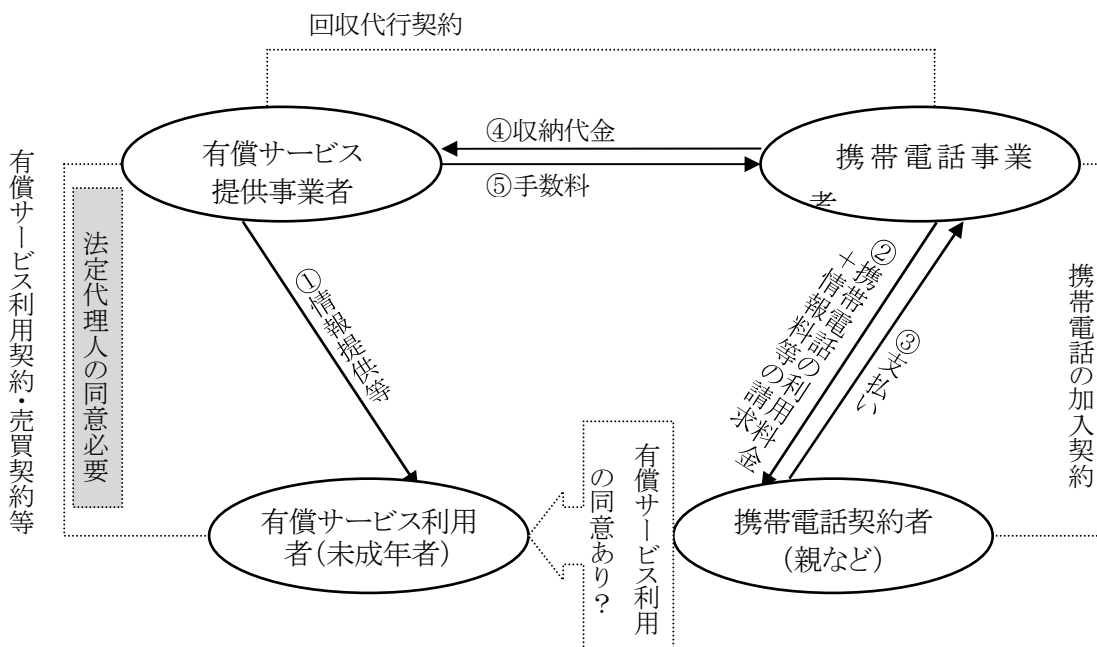 回収代行契約
有償サービス
提供事業者
④収納代金
⑤手数料
携帯電話事業
者
有償サービス利用契約・売買契約等
法定代理人の同意必要
①情報提供等
②携帯電話の利用料金
+情報料等の請求
③支払い
携帯電話の加入契約
有償サービス利用
者(未成年者)
有償サービス利用
の同意あり?
携帯電話契約者
(親など)